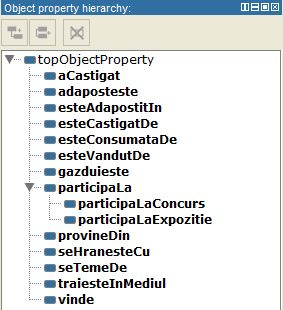 Object property hierarchy:
topObjectProperty
aCastigat
adaposteste
esteAdapostitIn
esteCastigatDe
esteConsumataDe
esteVandutDe
gazduieste
participaLa
participaLaConcurs
participaLaExpozitie
provineDin
seHranesteCu
seTemeDe
traiesteInMediul
vinde